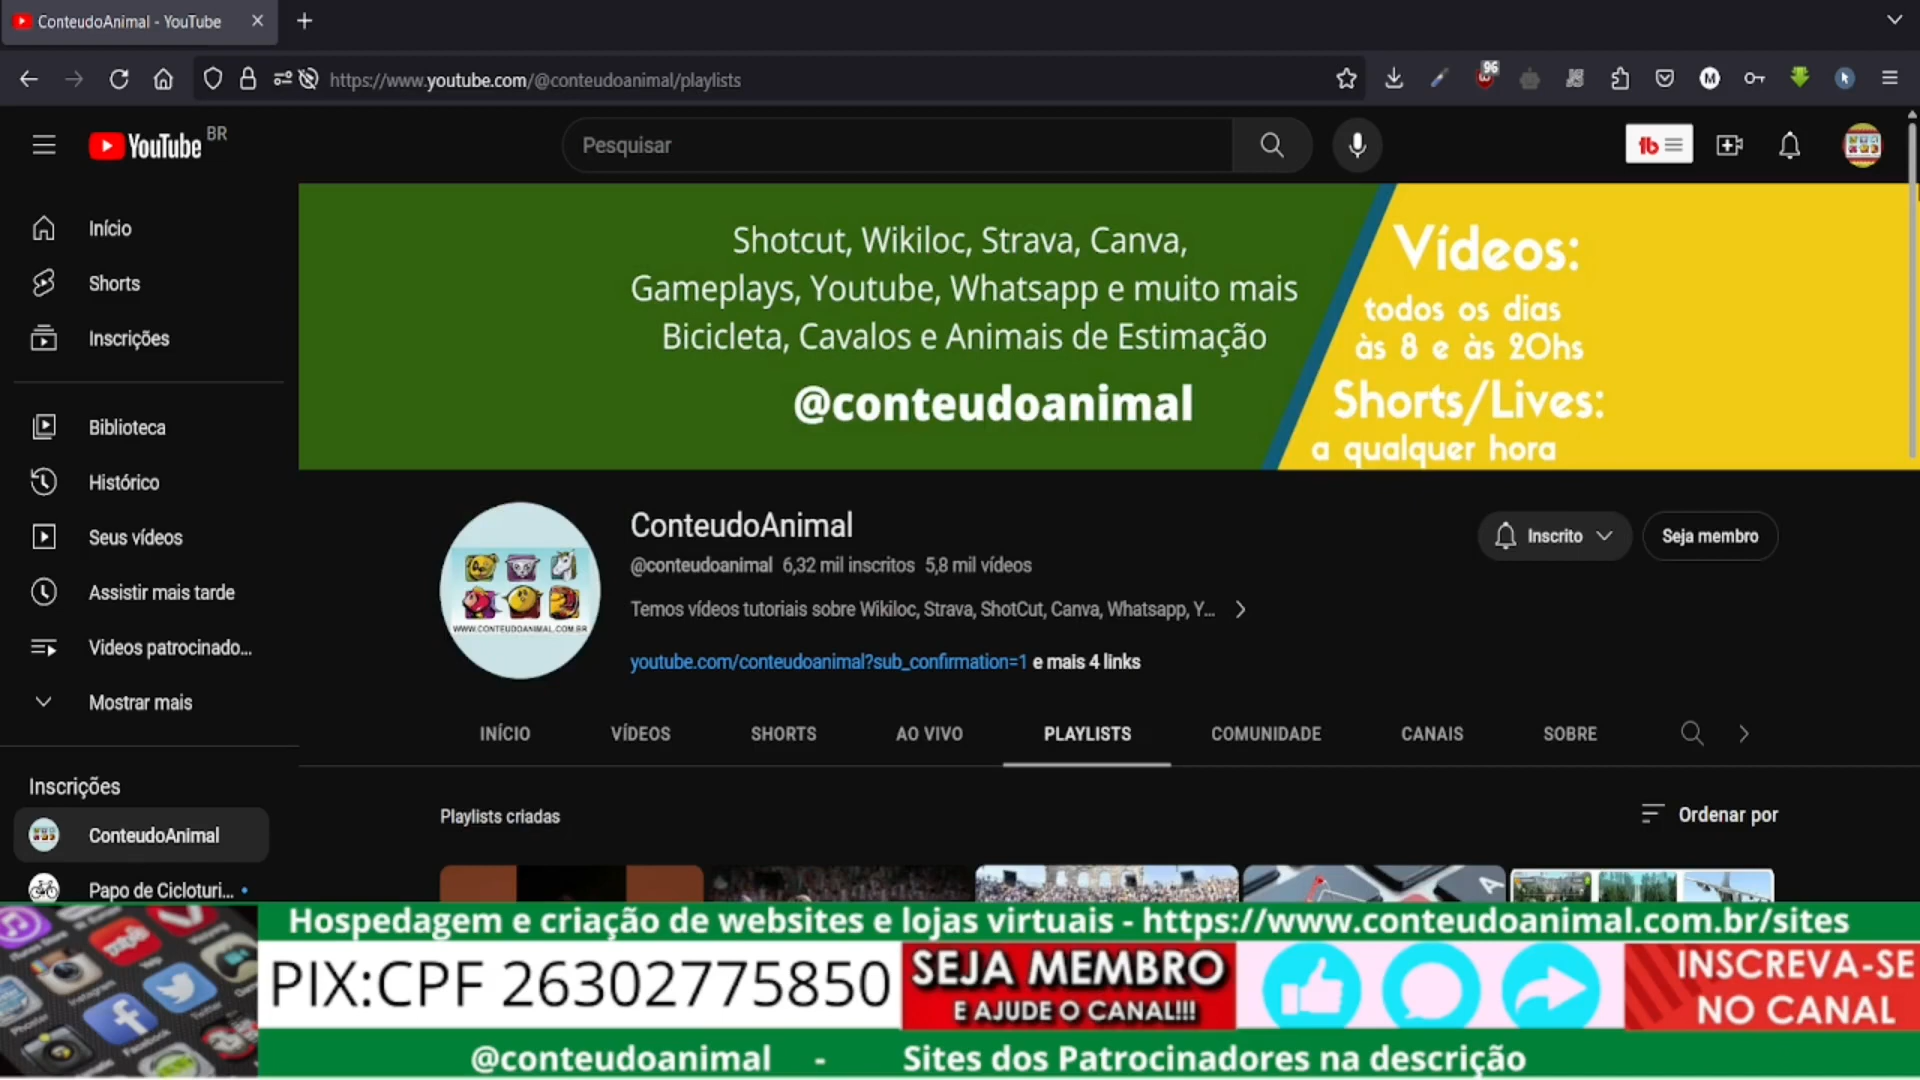 ConteudoAnimal - YouTube
https://www.youtube.com/@conteudoanimal/playlists
96
YouTube BR
Pesquisar
Início
Shorts
Inscrições
Biblioteca
Histórico
Seus vídeos
Assistir mais tarde
Videos patrocinado...
Mostrar mais
Inscrições
ConteudoAnimal
Papo de Cicloturi...
Shotcut, Wikiloc, Strava, Canva,
Gameplays, Youtube, Whatsapp e muito mais
Bicicleta, Cavalos e Animais de Estimação
@conteudoanimal
Vídeos:
todos os dias
às 8 e às 20hs
Shorts/Lives:
a qualquer hora
WWW.CONTEUDOANIMAL.COM.BR
ConteudoAnimal
@conteudoanimal 6,32 mil inscritos 5,8 mil vídeos
Temos vídeos tutoriais sobre Wikiloc, Strava, ShotCut, Canva, Whatsapp, Y...
youtube.com/conteudoanimal?sub_confirmation=1 e mais 4 links
Inscrito
Seja membro
INÍCIO VÍDEOS SHORTS AO VIVO PLAYLISTS COMUNIDADE CANAIS SOBRE
Playlists criadas
Ordenar por
Hospedagem e criação de websites e lojas virtuais - https://www.conteudoanimal.com.br/sites
PIX:CPF 26302775850
SEJA MEMBRO
E AJUDE O CANAL!!!
INSCREVA-SE
NO CANAL
@conteudoanimal - Sites dos Patrocinadores na descrição